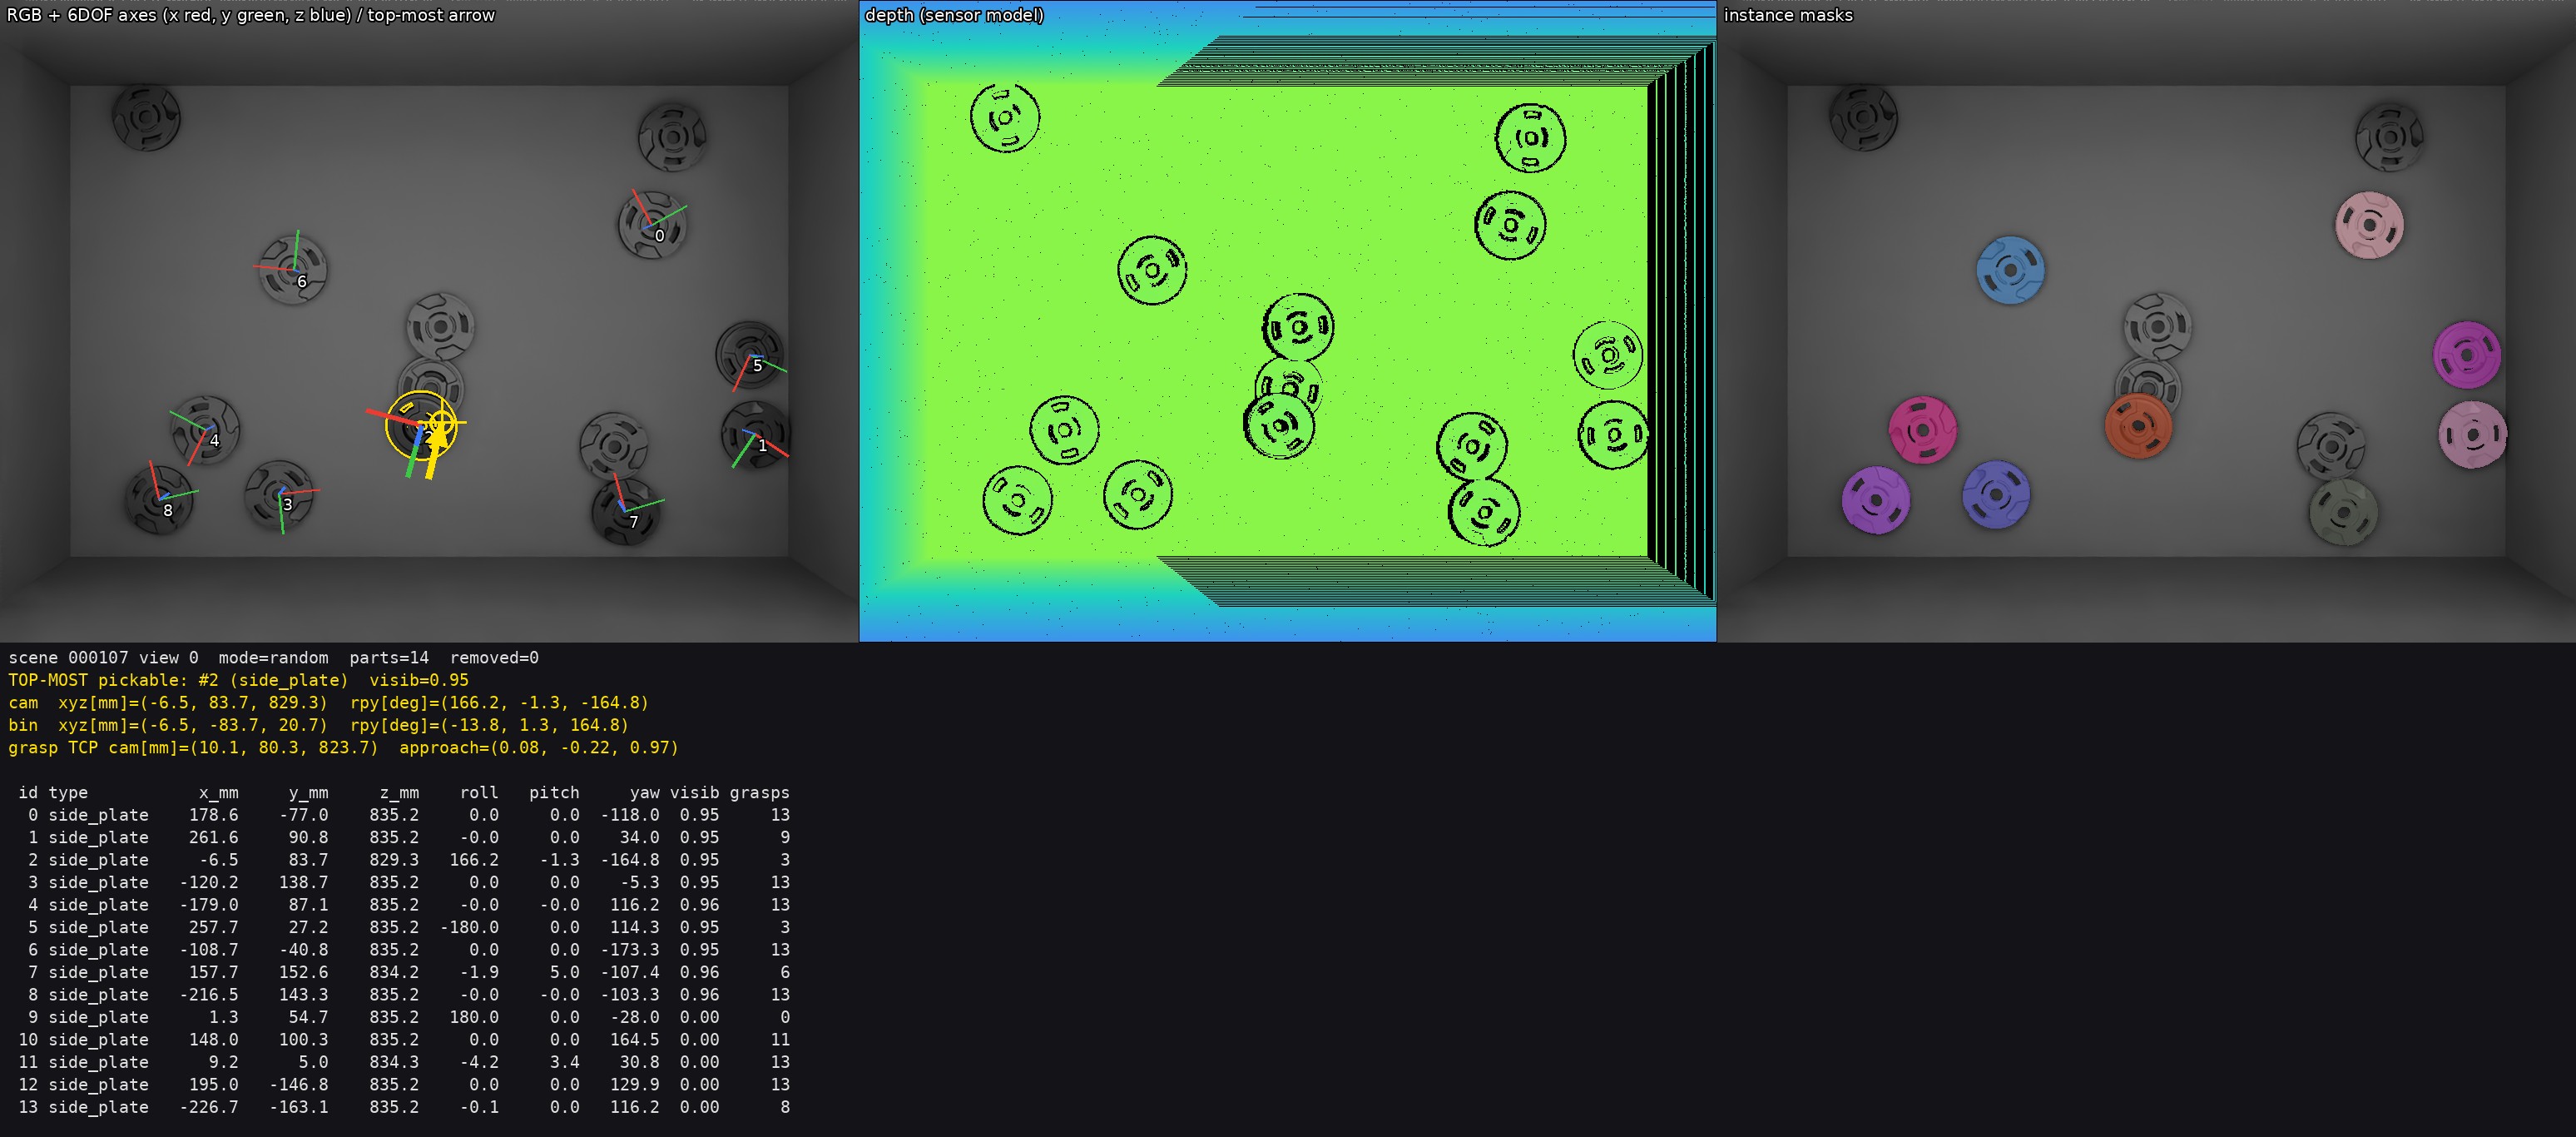 RGB + 6DOF axes (x red, y green, z blue) / top-most arrow
depth (sensor model)
instance masks
0
6
5
4
2
1
8
3
7
scene 000107 view 0  mode=random  parts=14  removed=0
TOP-MOST pickable: #2 (side_plate)  visib=0.95
cam  xyz[mm]=(-6.5, 83.7, 829.3)  rpy[deg]=(166.2, -1.3, -164.8)
bin  xyz[mm]=(-6.5, -83.7, 20.7)  rpy[deg]=(-13.8, 1.3, 164.8)
grasp TCP cam[mm]=(10.1, 80.3, 823.7)  approach=(0.08, -0.22, 0.97)
id type x_mm y_mm z_mm roll pitch yaw visib grasps
0 side_plate 178.6 -77.0 835.2 0.0 0.0 -118.0 0.95 13
1 side_plate 261.6 90.8 835.2 -0.0 0.0 34.0 0.95 9
2 side_plate -6.5 83.7 829.3 166.2 -1.3 -164.8 0.95 3
3 side_plate -120.2 138.7 835.2 0.0 0.0 -5.3 0.95 13
4 side_plate -179.0 87.1 835.2 -0.0 -0.0 116.2 0.96 13
5 side_plate 257.7 27.2 835.2 -180.0 0.0 114.3 0.95 3
6 side_plate -108.7 -40.8 835.2 0.0 0.0 -173.3 0.95 13
7 side_plate 157.7 152.6 834.2 -1.9 5.0 -107.4 0.96 6
8 side_plate -216.5 143.3 835.2 -0.0 -0.0 -103.3 0.96 13
9 side_plate 1.3 54.7 835.2 180.0 0.0 -28.0 0.00 0
10 side_plate 148.0 100.3 835.2 0.0 0.0 164.5 0.00 11
11 side_plate 9.2 5.0 834.3 -4.2 3.4 30.8 0.00 13
12 side_plate 195.0 -146.8 835.2 0.0 0.0 129.9 0.00 13
13 side_plate -226.7 -163.1 835.2 -0.1 0.0 116.2 0.00 8